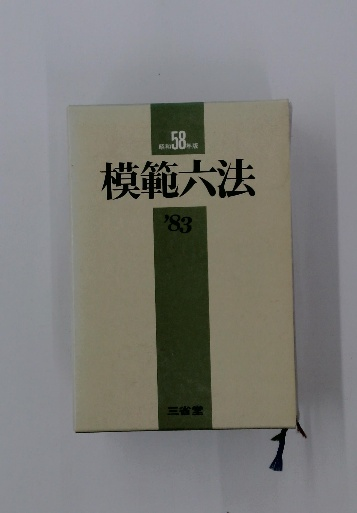 昭和58年版
模範六法
'83
三省堂